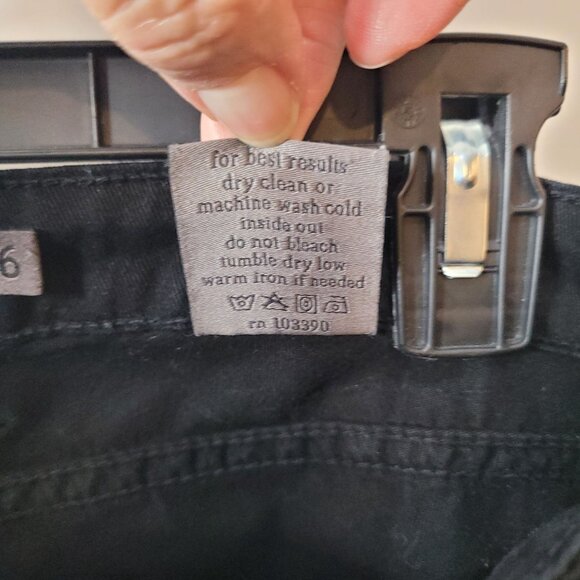 for best results
dry clean or
machine wash cold
inside out
do not bleach
tumble dry low
warm iron if needed
rn 103390
6